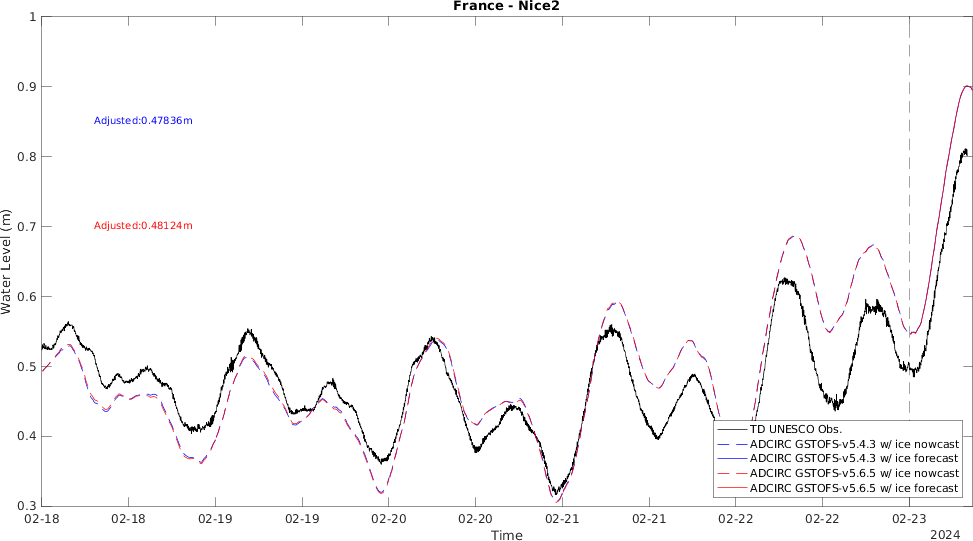 France - Nice2
1
0.9
0.8
0.7
0.6
0.5
0.4
0.3
Water Level (m)
Adjusted:0.47836m
Adjusted:0.48124m
TD UNESCO Obs.
ADCIRC GSTOFS-v5.4.3 w/ ice nowcast
ADCIRC GSTOFS-v5.4.3 w/ ice forecast
ADCIRC GSTOFS-v5.6.5 w/ ice nowcast
ADCIRC GSTOFS-v5.6.5 w/ ice forecast
02-18 02-18 02-19 02-19 02-20 02-20 02-21 02-21 02-22 02-22 02-23
Time
2024